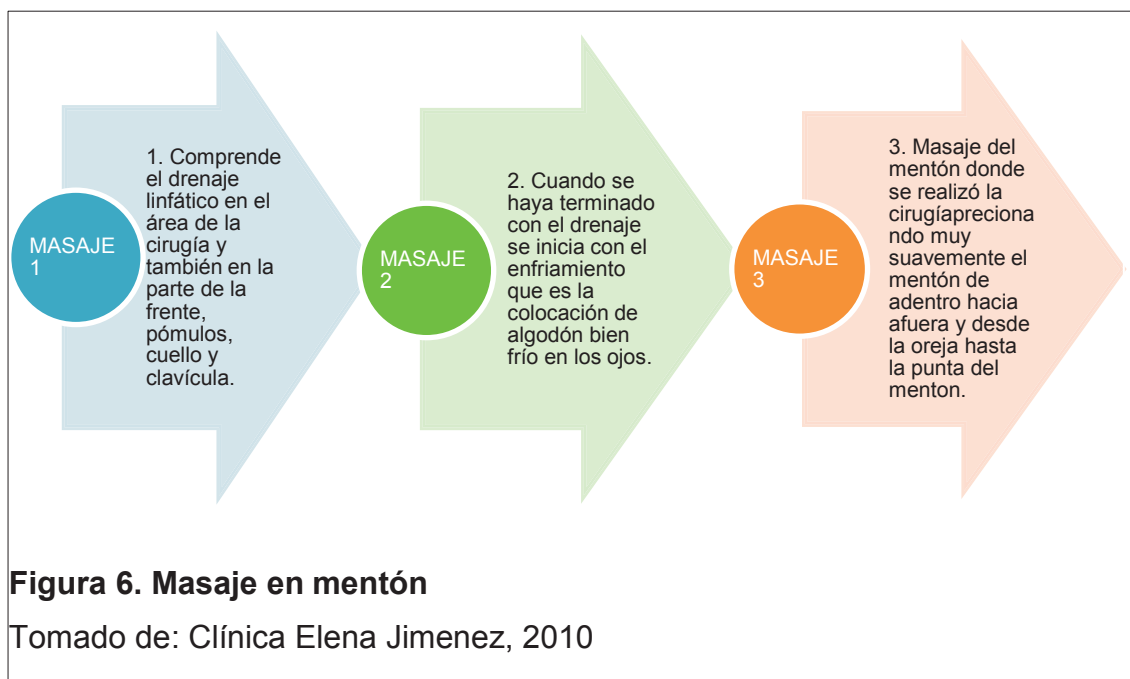 MASAJE
1
1. Comprende
el drenaje
linfático en el
área de la
cirugía y
también en la
parte de la
frente,
pómulos,
cuello y
clavícula.
MASAJE
2
2. Cuando se
haya terminado
con el drenaje
se inicia con el
enfriamiento
que es la
colocación de
algodón bien
frío en los ojos.
MASAJE
3
3. Masaje del
mentón donde
se realizó la
cirugíapreciona
ndo muy
suavemente el
mentón de
adentro hacia
afuera y desde
la oreja hasta
la punta del
menton.
Figura 6. Masaje en mentón
Tomado de: Clínica Elena Jimenez, 2010